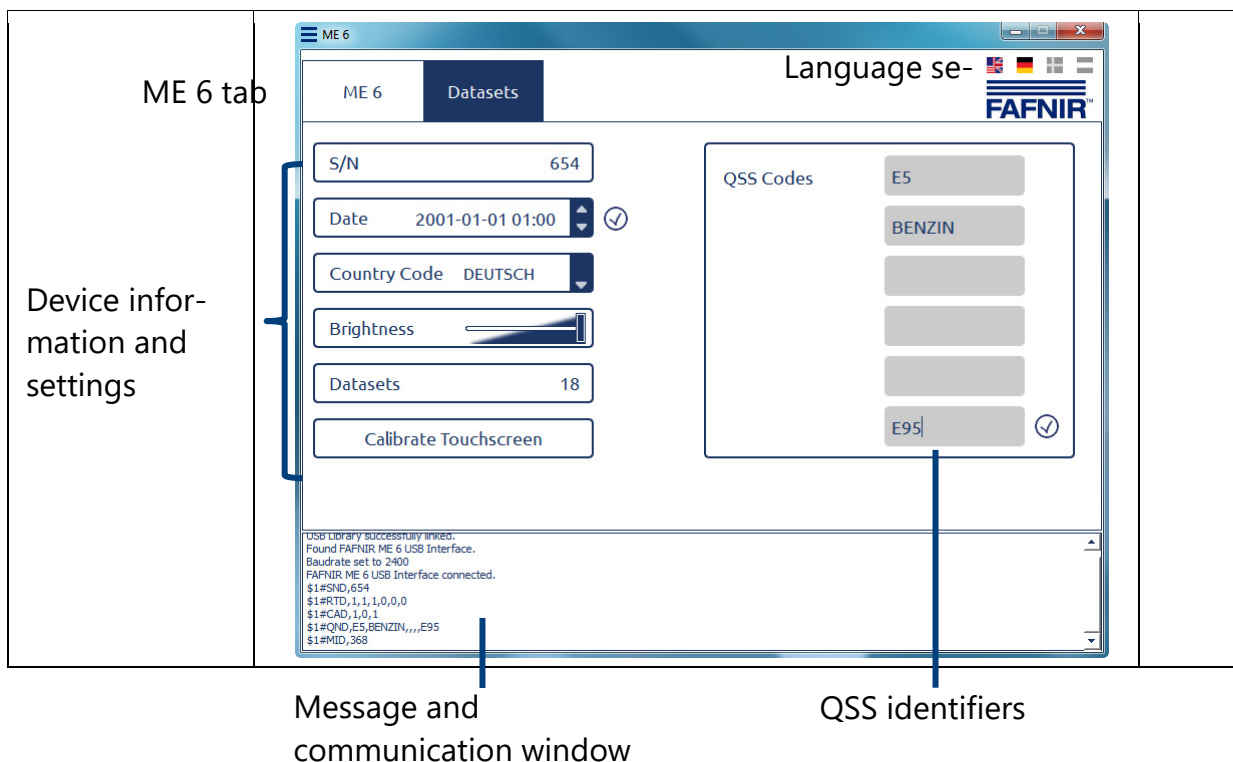 ME 6
Language se-
ME 6 tab
ME 6
Datasets
FAFNIR™
S/N 654
QSS Codes
E5
Date 2001-01-01 01:00
BENZIN
Country Code DEUTSCH
Device infor-
mation and
settings
Brightness
Datasets 18
Calibrate Touchscreen
E95
USB Library successfully linked.
Found FAFNIR ME 6 USB Interface.
Baudrate set to 2400
FAFNIR ME 6 USB Interface connected.
$1#SND,654
$1#RTD,1,1,1,0,0,0
$1#CAD,1,0,1
$1#QND,E5,BENZIN,,,,E95
$1#MID,368
Message and
communication window
QSS identifiers